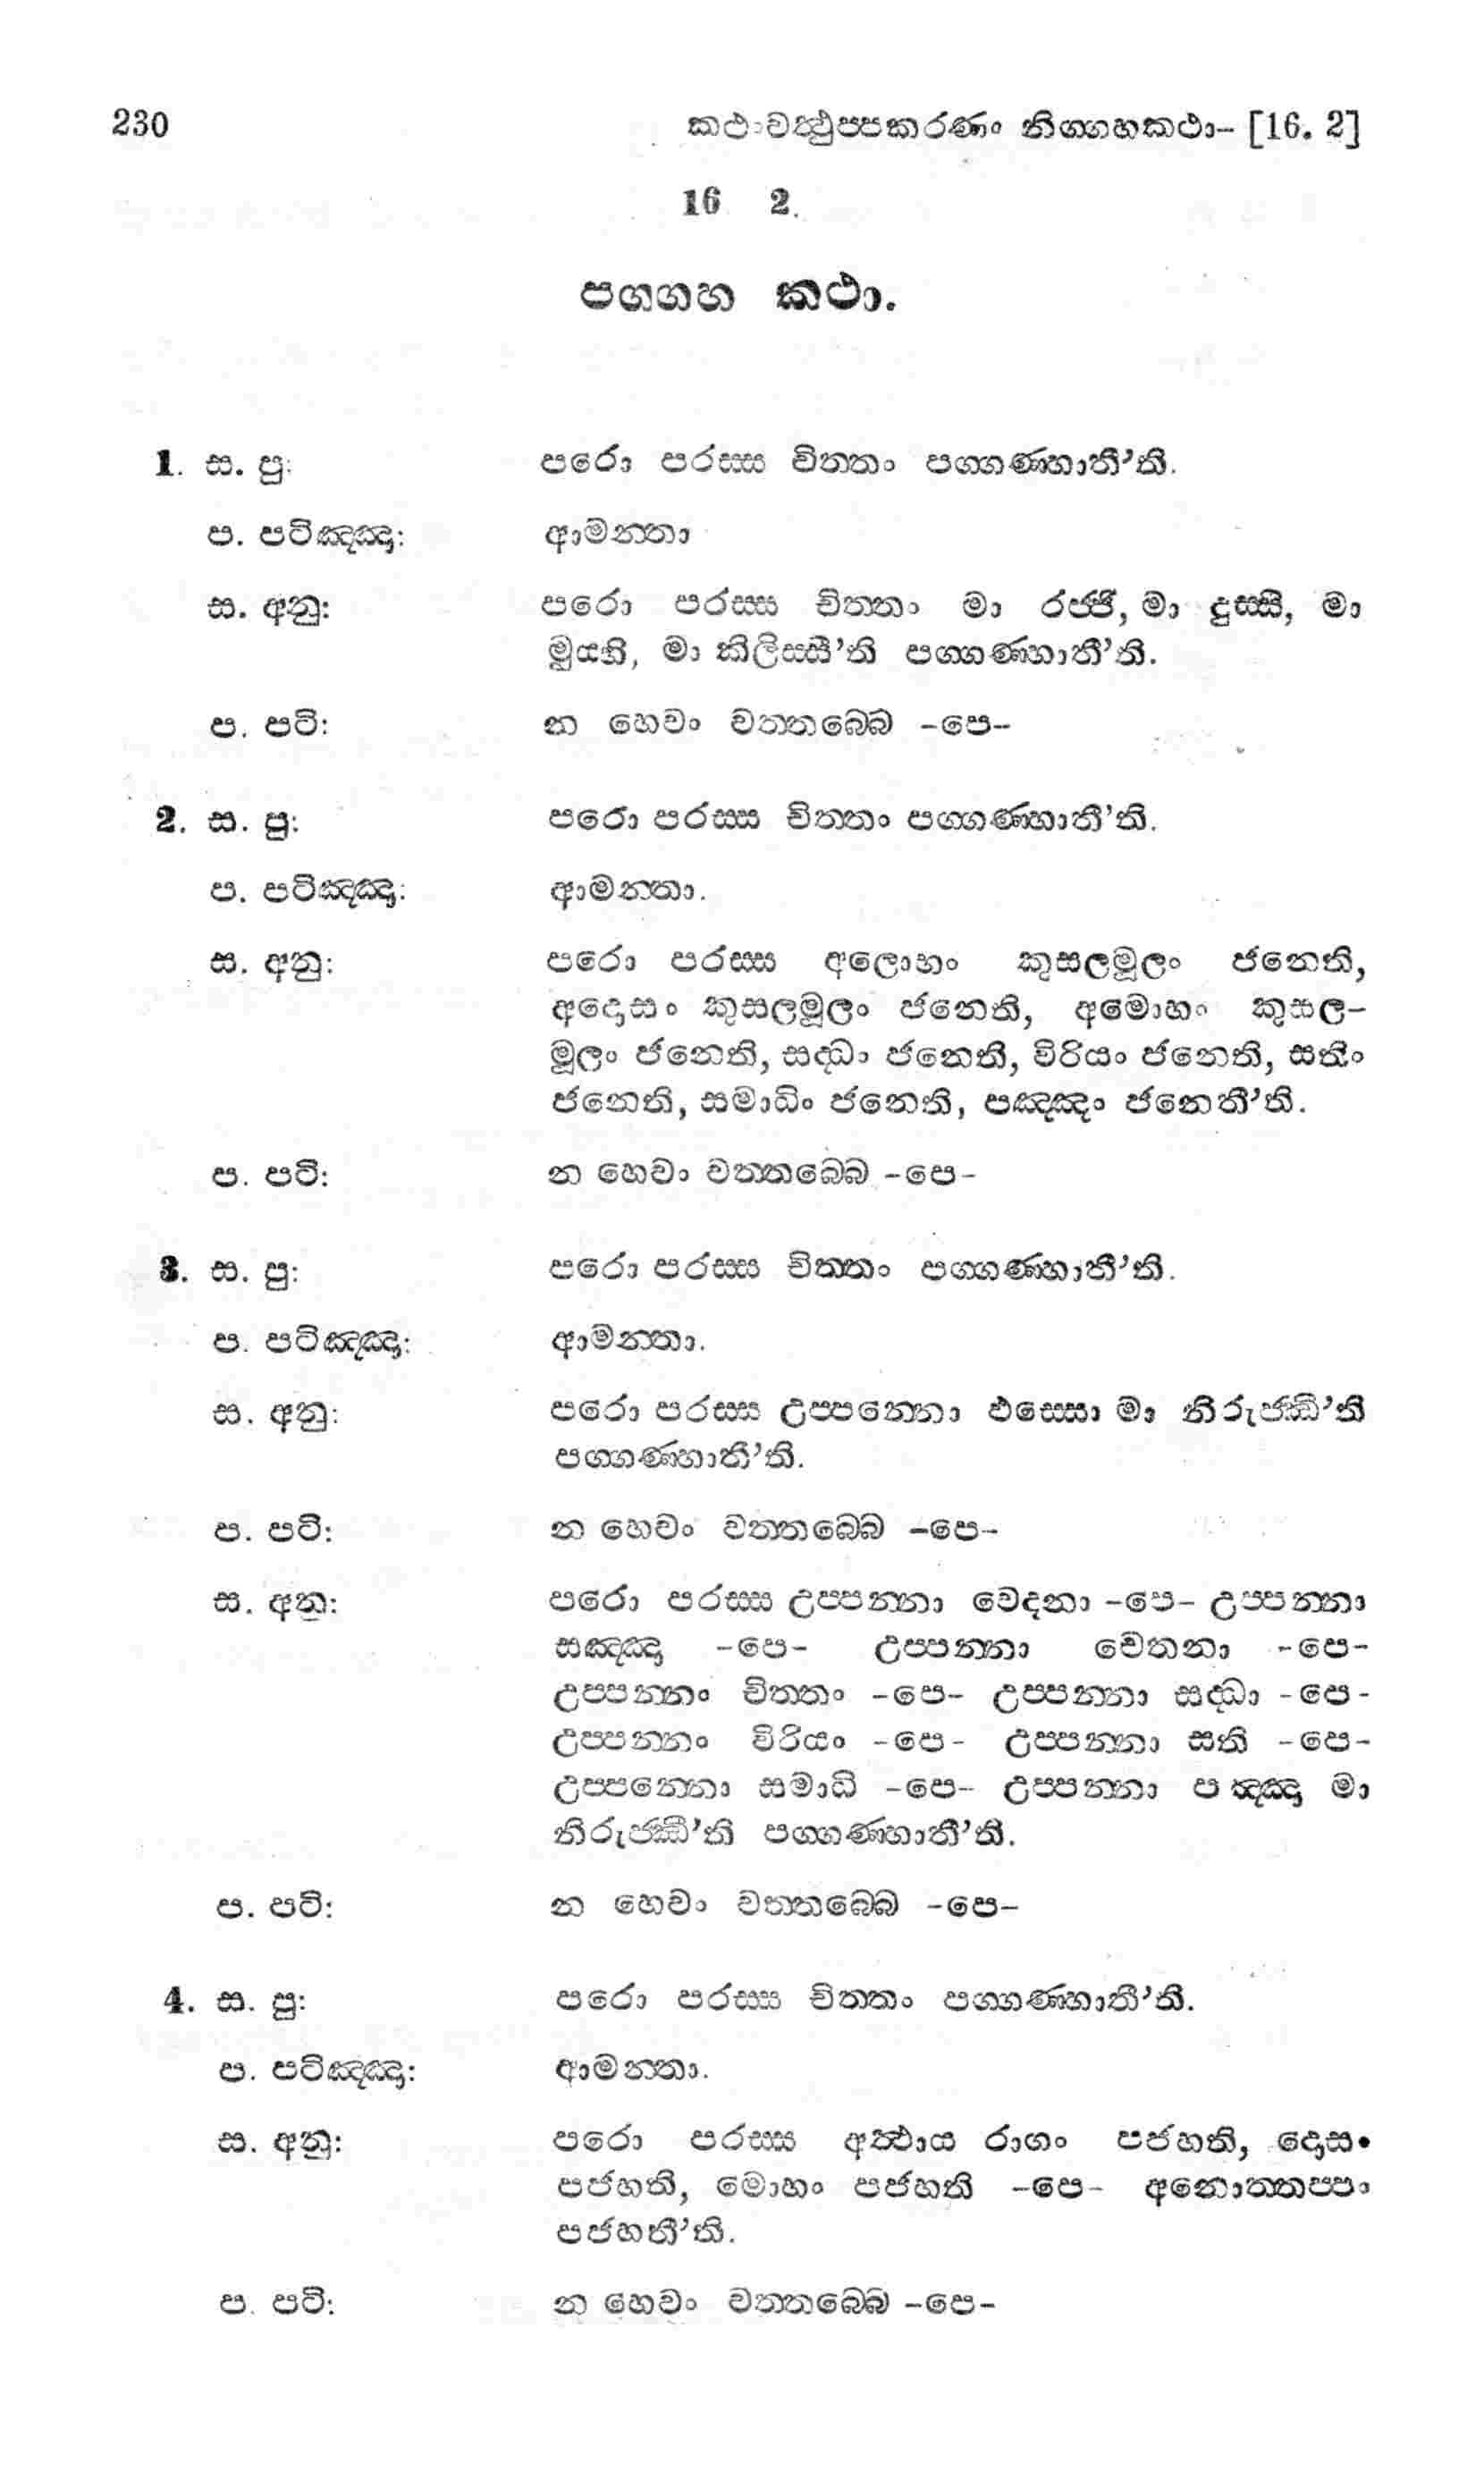 230 කථාවත්‍ථුප්පකරණං නිග්ගහකථා- [16. 2]
16 2.
පග්ගහ කථා.
1. ස. පු: පරො පරස්ස චිත්තං පග්ගණ්හාතී’ති.
ප. පටිඤ්ඤා: ආමන්තා
ස. අනු: පරො පරස්ස චිත්තං මා රජ්ජි, මා දුස්සි, මා
මුය්හි, මා කිලිස්සී’ති පග්ගණ්හාතී’ති.
ප. පටි: න හෙවං වත්තබ්බෙ -පෙ-
2. ස. පු: පරො පරස්ස චිත්තං පග්ගණ්හාතී’ති.
ප. පටිඤ්ඤා: ආමන්තා.
ස. අනු: පරො පරස්ස අලොභං කුසලමූලං ජනෙති,
අදොසං කුසලමූලං ජනෙති, අමොහං කුසල-
මූලං ජනෙති, සද්ධං ජනෙති, විරියං ජනෙති, සතිං
ජනෙති, සමාධිං ජනෙති, පඤ්ඤං ජනෙතී’ති.
ප. පටි: න හෙවං වත්තබ්බෙ -පෙ-
3. ස. පු: පරො පරස්ස චිත්තං පග්ගණ්හාතී’ති.
ප. පටිඤ්ඤා: ආමන්තා.
ස. අනු: පරො පරස්ස උප්පන්නො ඵස්සො මා නිරුජ්ඣී’ති
පග්ගණ්හාතී’ති.
ප. පටි: න හෙවං වත්තබ්බෙ -පෙ-
ස. අනු: පරො පරස්ස උප්පන්නා වෙදනා -පෙ- උප්පන්නා
සඤ්ඤා -පෙ- උප්පන්නා චෙතනා -පෙ-
උප්පන්නං චිත්තං -පෙ- උප්පන්නා සද්ධා -පෙ-
උප්පන්නං විරියං -පෙ- උප්පන්නා සති -පෙ-
උප්පන්නො සමාධි -පෙ- උප්පන්නා පඤ්ඤා මා
නිරුජ්ඣී’ති පග්ගණ්හාතී’ති.
ප. පටි: න හෙවං වත්තබ්බෙ -පෙ-
4. ස. පු: පරො පරස්ස චිත්තං පග්ගණ්හාතී’ති.
ප. පටිඤ්ඤා: ආමන්තා.
ස. අනු: පරො පරස්ස අත්‍ථාය රාගං පජහති, දොසං
පජහති, මොහං පජහති -පෙ- අනොත්තප්පං
පජහතී’ති.
ප. පටි: න හෙවං වත්තබ්බෙ -පෙ-